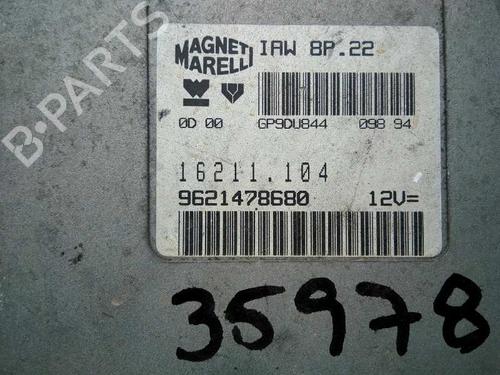 MAGNETI
MARELLI
IAW 8P.22
0D 00
GP9DU844
098 94
16211.104
9621478680
12V=
35978
B-PARTS